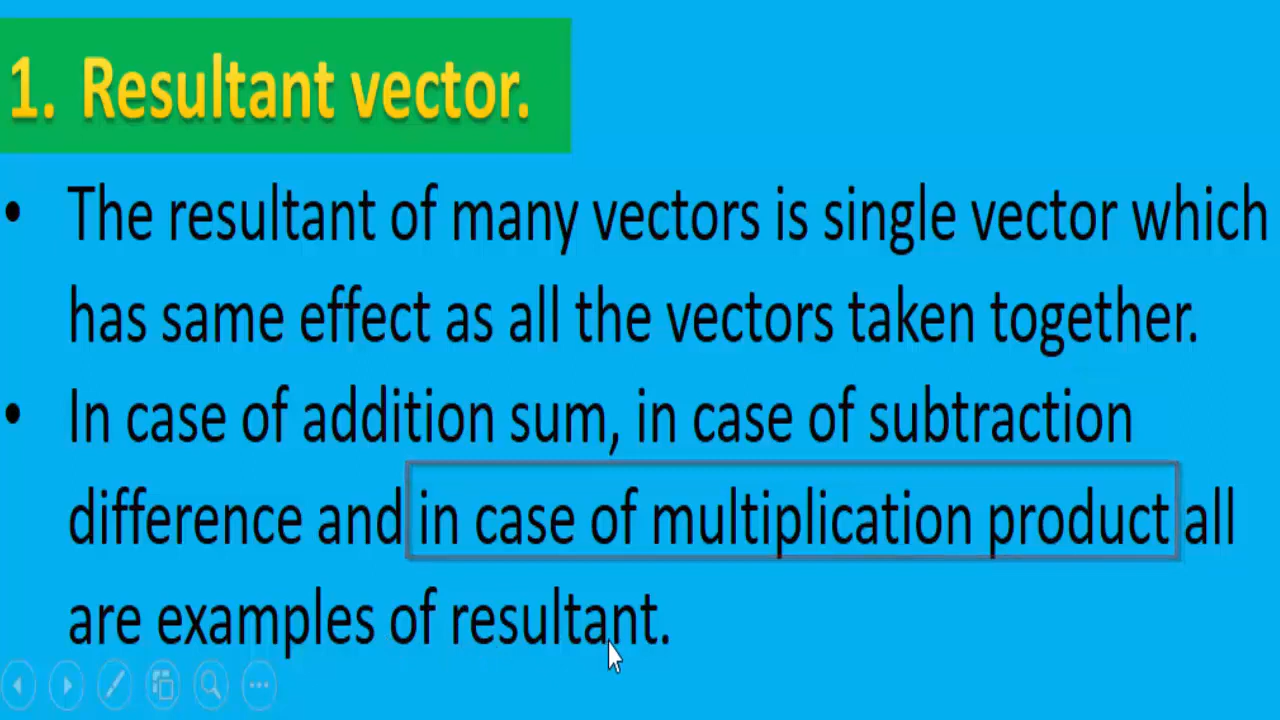 1. Resultant vector.
• The resultant of many vectors is single vector which
has same effect as all the vectors taken together.
• In case of addition sum, in case of subtraction
difference and in case of multiplication product all
are examples of resultant.